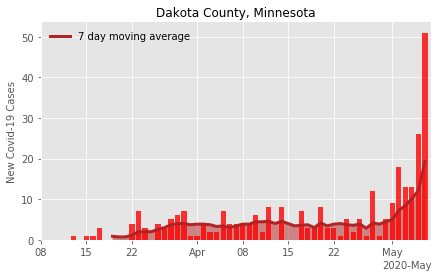 Dakota County, Minnesota
7 day moving average
New Covid-19 Cases
50
40
30
20
10
0
08 15 22 Apr 08 15 22 May
2020-May